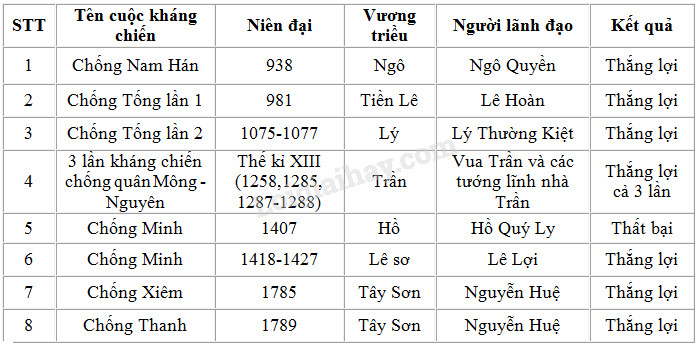 STT Tên cuộc kháng chiến Niên đại Vương triều Người lãnh đạo Kết quả
1 Chống Nam Hán 938 Ngô Ngô Quyền Thắng lợi
2 Chống Tống lần 1 981 Tiền Lê Lê Hoàn Thắng lợi
3 Chống Tống lần 2 1075-1077 Lý Lý Thường Kiệt Thắng lợi
4 3 lần kháng chiến chống quân Mông - Nguyên Thế kỉ XIII (1258,1285, 1287-1288) Trần Vua Trần và các tướng lĩnh nhà Trần Thắng lợi cả 3 lần
5 Chống Minh 1407 Hồ Hồ Quý Ly Thất bại
6 Chống Minh 1418-1427 Lê sơ Lê Lợi Thắng lợi
7 Chống Xiêm 1785 Tây Sơn Nguyễn Huệ Thắng lợi
8 Chống Thanh 1789 Tây Sơn Nguyễn Huệ Thắng lợi